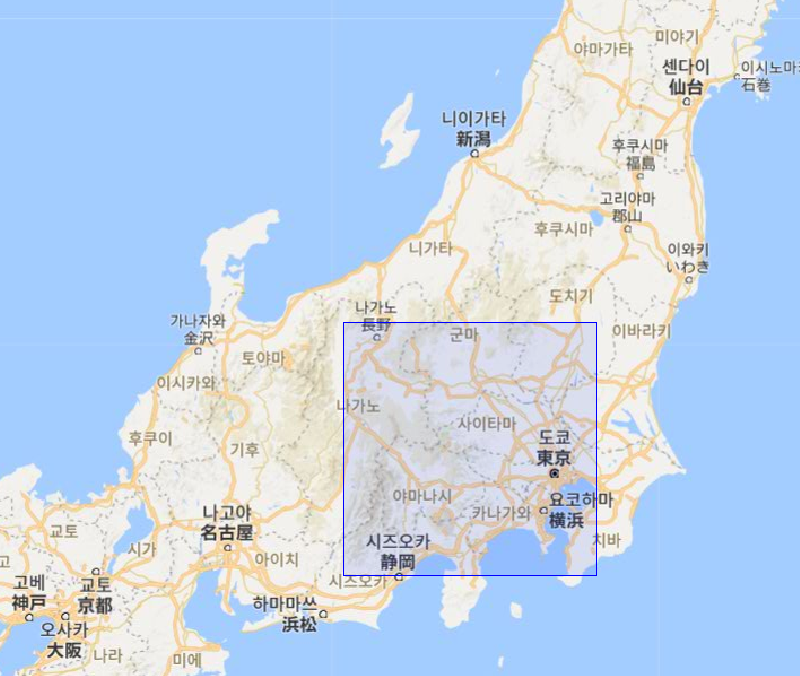 야마가타
미야기
센다이
仙台
이시노마
石巻
니이가타
新潟
후쿠시마
福島
고리야마
郡山
후쿠시마
니가타
이와키
いわき
도치기
나가노
長野
가나자와
金沢
군마
이바라키
토야마
이시카와
나가노
사이타마
후쿠이
기후
도쿄
東京
야마나시
카나가와
요코하마
横浜
나고야
名古屋
교토
시가
시즈오카
静岡
치바
아이치
고
고베
神戸
교토
京都
시즈오카
하마마쓰
浜松
오사카
大阪
나라
미에